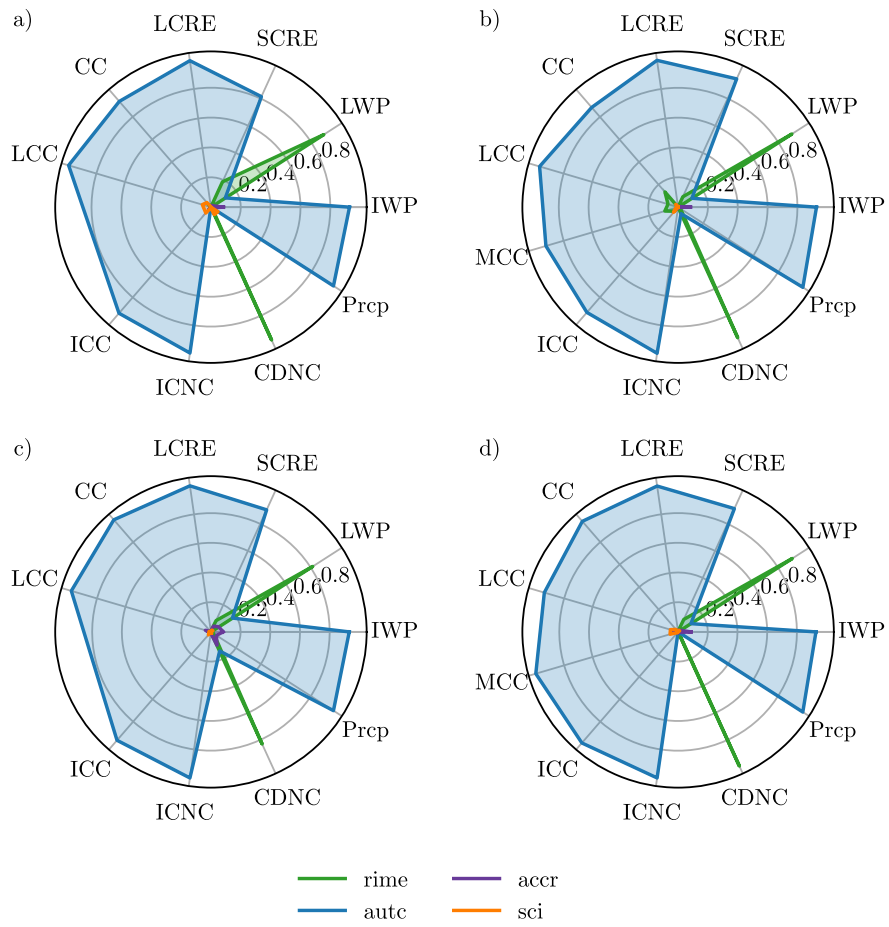 a)
LCRE
SCRE
CC
LWP
LCC
0.2 0.4 0.6 0.8
IWP
ICC
Prcp
ICNC
CDNC
b)
LCRE
SCRE
CC
LWP
LCC
0.2 0.4 0.6 0.8
IWP
MCC
ICC
Prcp
ICNC
CDNC
c)
LCRE
SCRE
CC
LWP
LCC
0.2 0.4 0.6 0.8
IWP
ICC
Prcp
ICNC
CDNC
d)
LCRE
SCRE
CC
LWP
LCC
0.2 0.4 0.6 0.8
IWP
MCC
ICC
Prcp
ICNC
CDNC
rime
accr
autc
sci